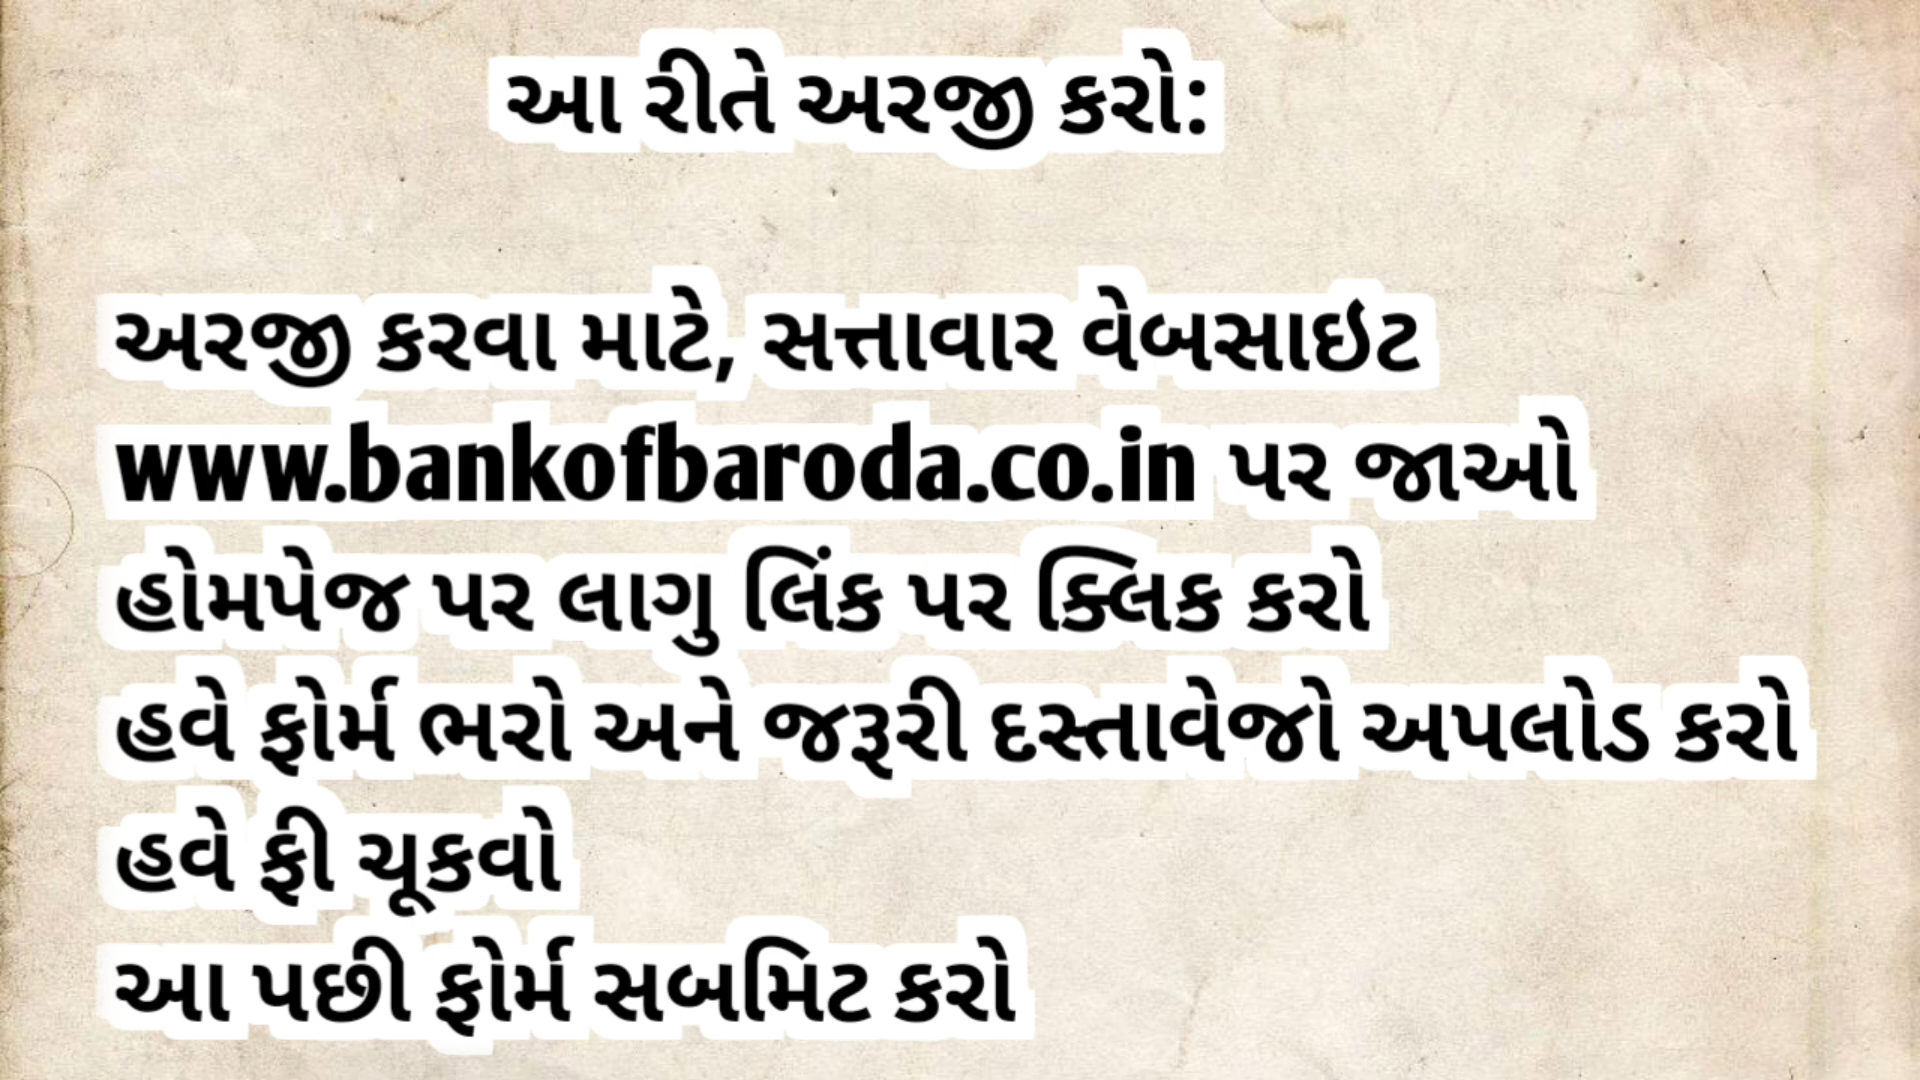 આ રીતે અરજી કરો:
અરજી કરવા માટે, સત્તાવાર વેબસાઇટ
www.bankofbaroda.co.in પર જાઓ
હોમપેજ પર લાગુ લિંક પર ક્લિક કરો
હવે ફોર્મ ભરો અને જરૂરી દસ્તાવેજો અપલોડ કરો
હવે ફી ચૂકવો
આ પછી ફોર્મ સબમિટ કરો